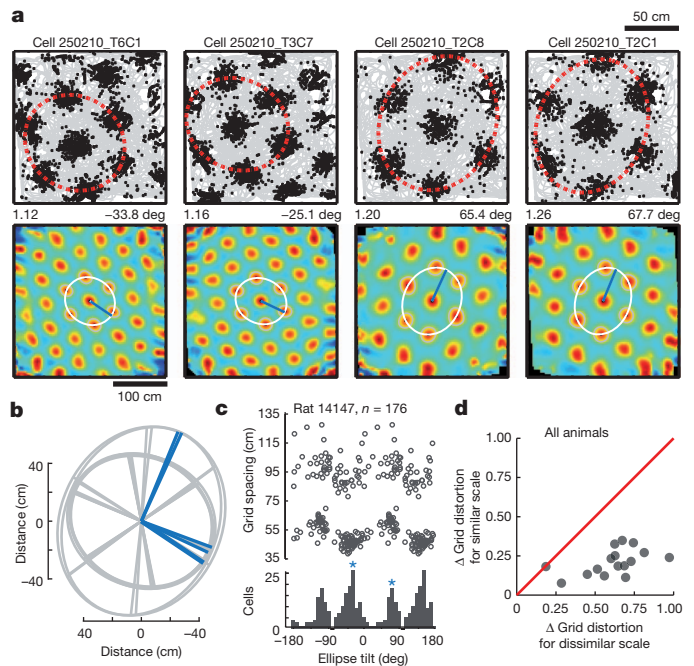 a
50 cm
Cell 250210_T6C1 Cell 250210_T3C7 Cell 250210_T2C8 Cell 250210_T2C1
1.12 −33.8 deg 1.16 −25.1 deg 1.20 65.4 deg 1.26 67.7 deg
100 cm
b
40
0
−40
Distance (cm)
40 0 −40
Distance (cm)
c
Rat 14147, n = 176
135
115
95
75
55
35
Grid spacing (cm)
* *
25
0
Cells
−180 −90 0 90 180
Ellipse tilt (deg)
d
All animals
1.00
0.75
0.50
0.25
0
Δ Grid distortion
for similar scale
0 0.25 0.50 0.75 1.00
Δ Grid distortion
for dissimilar scale